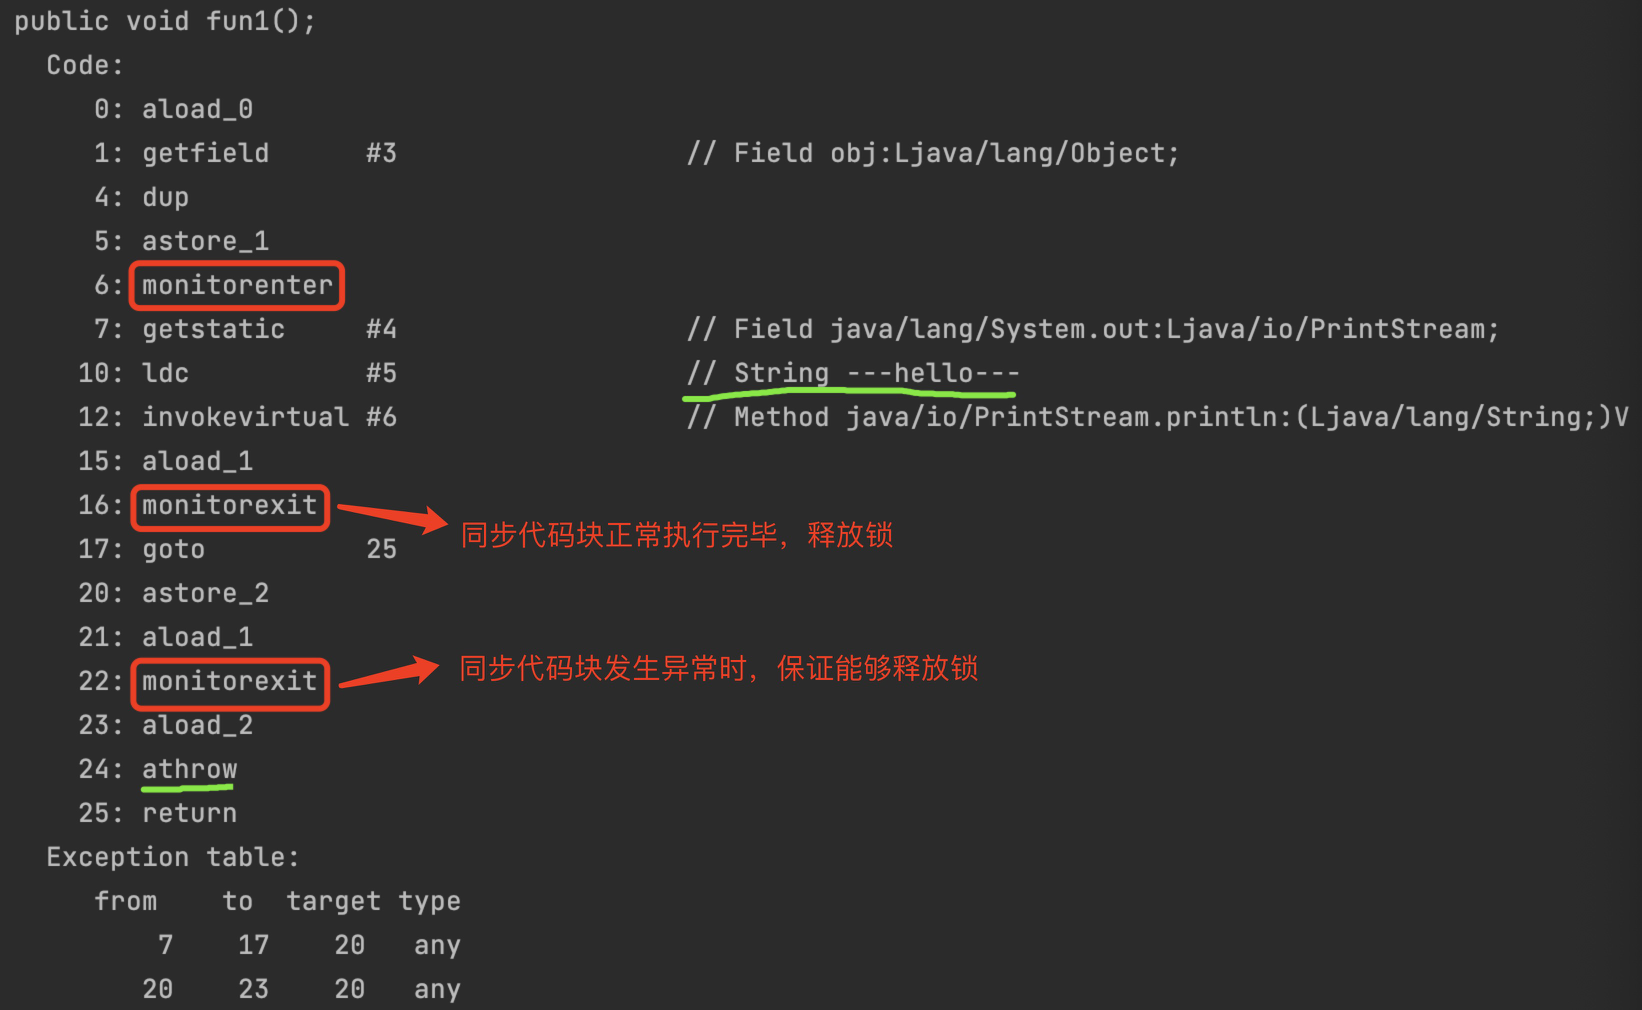 public void fun1();
Code:
0: aload_0
1: getfield #3 // Field obj:Ljava/lang/Object;
4: dup
5: astore_1
6: monitorenter
7: getstatic #4 // Field java/lang/System.out:Ljava/io/PrintStream;
10: ldc #5 // String ---hello---
12: invokevirtual #6 // Method java/io/PrintStream.println:(Ljava/lang/String;)V
15: aload_1
16: monitorexit
同步代码块正常执行完毕，释放锁
17: goto 25
20: astore_2
21: aload_1
同步代码块发生异常时，保证能够释放锁
22: monitorexit
23: aload_2
24: athrow
25: return
Exception table:
from to target type
7 17 20 any
20 23 20 any